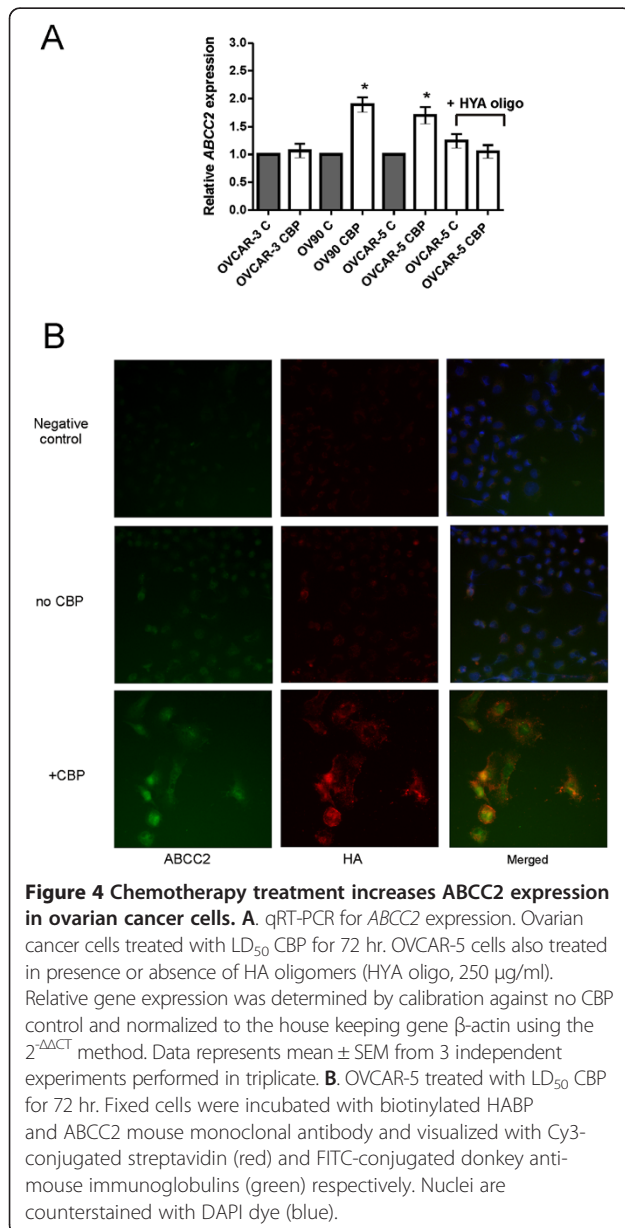 A
Relative ABCC2 expression
3.0
2.5
2.0
1.5
1.0
0.5
0.0
*
*
+ HYA oligo
OVCAR-3 C
OVCAR-3 CBP
OV90 C
OV90 CBP
OVCAR-5 C
OVCAR-5 CBP
OVCAR-5 C
OVCAR-5 CBP
B
Negative
control
no CBP
+CBP
ABCC2
HA
Merged
Figure 4 Chemotherapy treatment increases ABCC2 expression
in ovarian cancer cells. A. qRT-PCR for ABCC2 expression. Ovarian
cancer cells treated with LD50 CBP for 72 hr. OVCAR-5 cells also treated
in presence or absence of HA oligomers (HYA oligo, 250 μg/ml).
Relative gene expression was determined by calibration against no CBP
control and normalized to the house keeping gene β-actin using the
2-ΔΔCT method. Data represents mean ± SEM from 3 independent
experiments performed in triplicate. B. OVCAR-5 treated with LD50 CBP
for 72 hr. Fixed cells were incubated with biotinylated HABP
and ABCC2 mouse monoclonal antibody and visualized with Cy3-
conjugated streptavidin (red) and FITC-conjugated donkey anti-
mouse immunoglobulins (green) respectively. Nuclei are
counterstained with DAPI dye (blue).